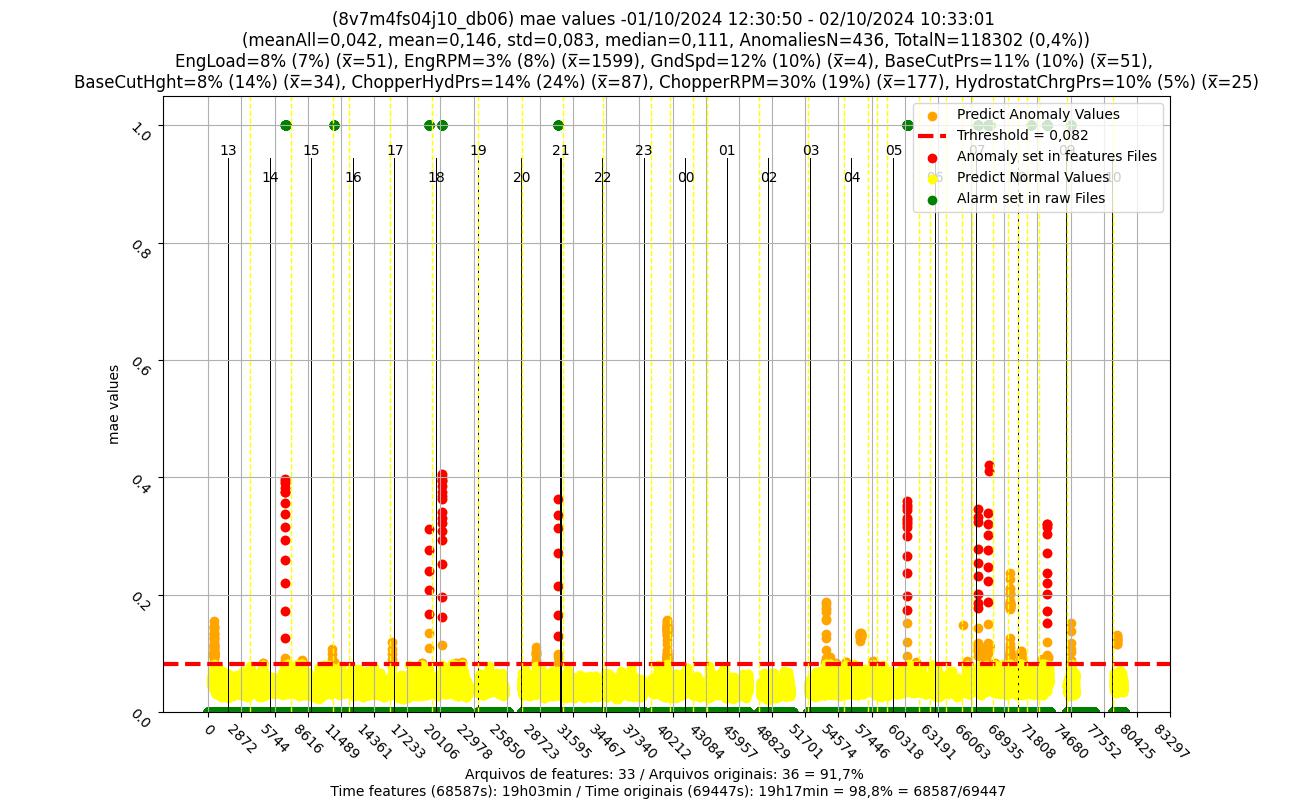 (8v7m4fs04j10_db06) mae values -01/10/2024 12:30:50 - 02/10/2024 10:33:01
(meanAll=0,042, mean=0,146, std=0,083, median=0,111, AnomaliesN=436, TotalN=118302 (0,4%))
EngLoad=8% (7%) (x̅=51), EngRPM=3% (8%) (x̅=1599), GndSpd=12% (10%) (x̅=4), BaseCutPrs=11% (10%) (x̅=51),
BaseCutHght=8% (14%) (x̅=34), ChopperHydPrs=14% (24%) (x̅=87), ChopperRPM=30% (19%) (x̅=177), HydrostatChrgPrs=10% (5%) (x̅=25)
Predict Anomaly Values
Trhreshold = 0,082
Anomaly set in features Files
Predict Normal Values
Alarm set in raw Files
13 15 17 19 21 23 01 03 05 07 09
14 16 18 20 22 00 02 04 06 10
1.0
0.8
0.6
0.4
0.2
0.0
mae values
0 2872 5744 8616 11489 14361 17233 20106 22978 25850 28723 31595 34467 37340 40212 43084 45957 48829 51701 54574 57446 60318 63191 66063 68935 71808 74680 77552 80425 83297
Arquivos de features: 33 / Arquivos originais: 36 = 91,7%
Time features (68587s): 19h03min / Time originais (69447s): 19h17min = 98,8% = 68587/69447